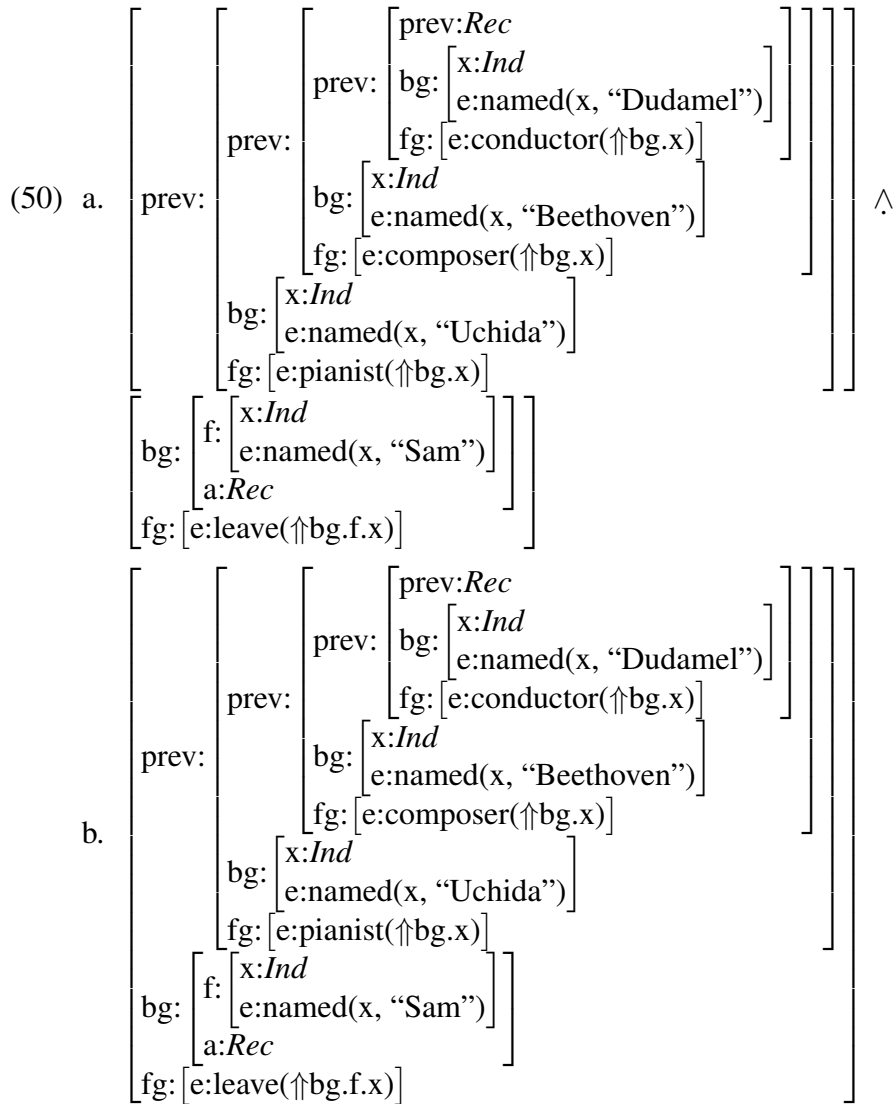 prev:Rec
prev: bg: [x:Ind
e:named(x, “Dudamel”)]
prev: fg: [e:conductor(⇑bg.x)]
(50) a. prev: bg: [x:Ind ∧.
e:named(x, “Beethoven”)]
fg: [e:composer(⇑bg.x)]
bg: [x:Ind
e:named(x, “Uchida”)]
fg: [e:pianist(⇑bg.x)]
bg: [f: [x:Ind
e:named(x, “Sam”)]
a:Rec]
fg: [e:leave(⇑bg.f.x)]
prev:Rec
prev: bg: [x:Ind
e:named(x, “Dudamel”)]
prev: fg: [e:conductor(⇑bg.x)]
prev: bg: [x:Ind
e:named(x, “Beethoven”)]
b. fg: [e:composer(⇑bg.x)]
bg: [x:Ind
e:named(x, “Uchida”)]
fg: [e:pianist(⇑bg.x)]
bg: [f: [x:Ind
e:named(x, “Sam”)]
a:Rec]
fg: [e:leave(⇑bg.f.x)]